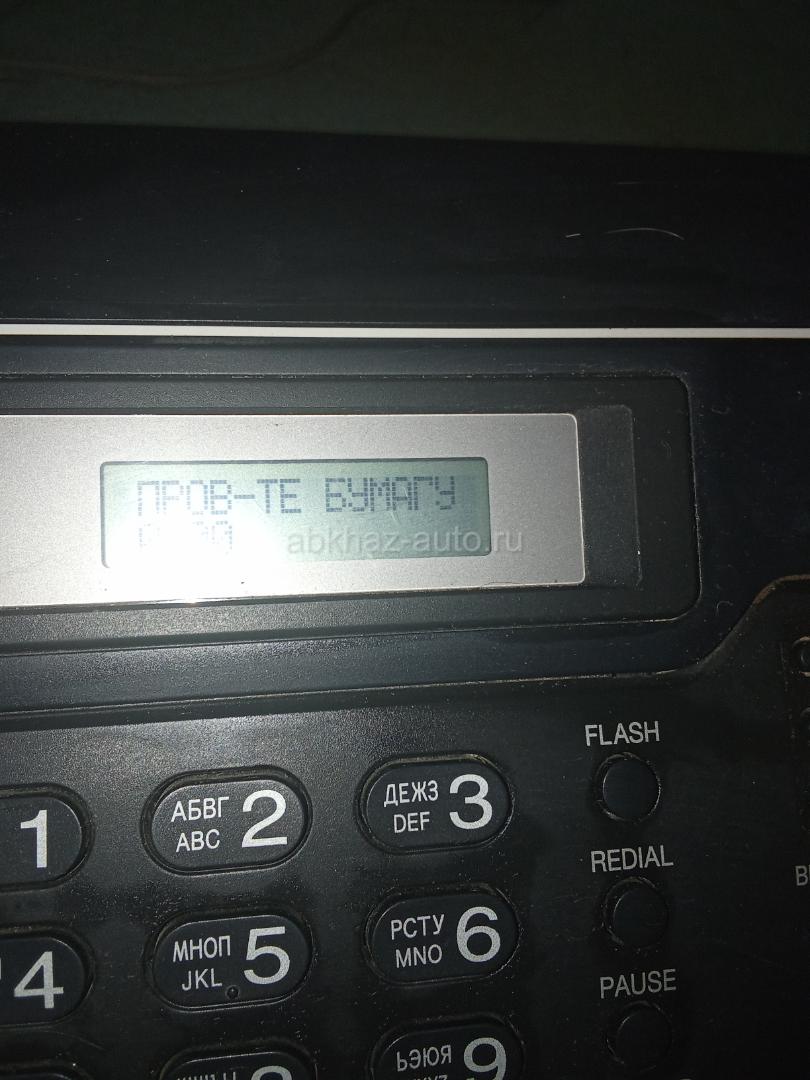 ПРОВ-ТЕ БУМАГУ
abkhaz-auto.ru
FLASH
1
АБВГ
ABC
2
ДЕЖЗ
DEF
3
REDIAL
4
МНОП
JKL
5
РСТУ
MNO
6
PAUSE
ЬЭЮЯ
9